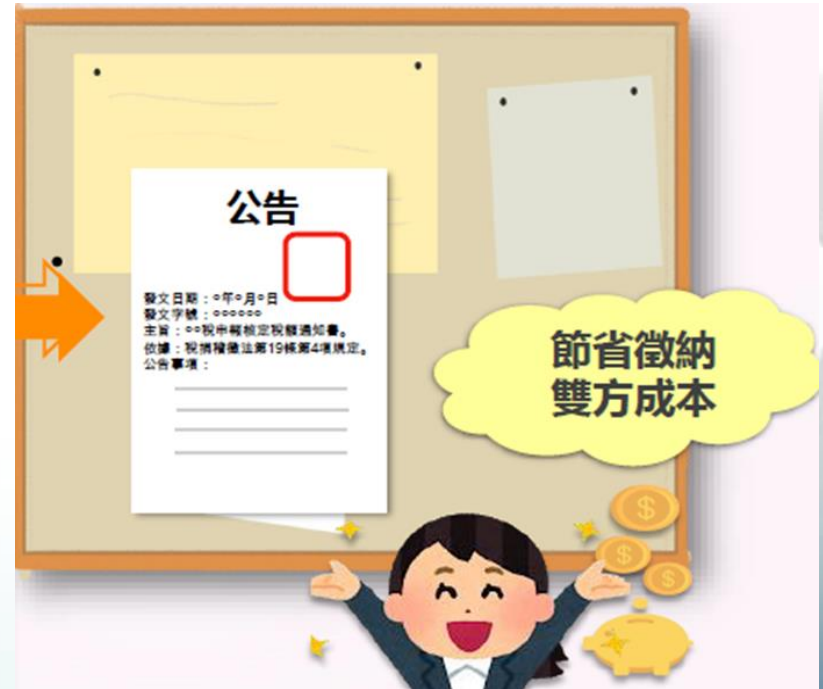 公告
發文日期：○年○月○日
發文字號：○○○○○○
主旨：○○稅申報核定稅額通知書。
依據：稅捐稽徵法第19條第4項規定。
公告事項：
節省徵納
雙方成本